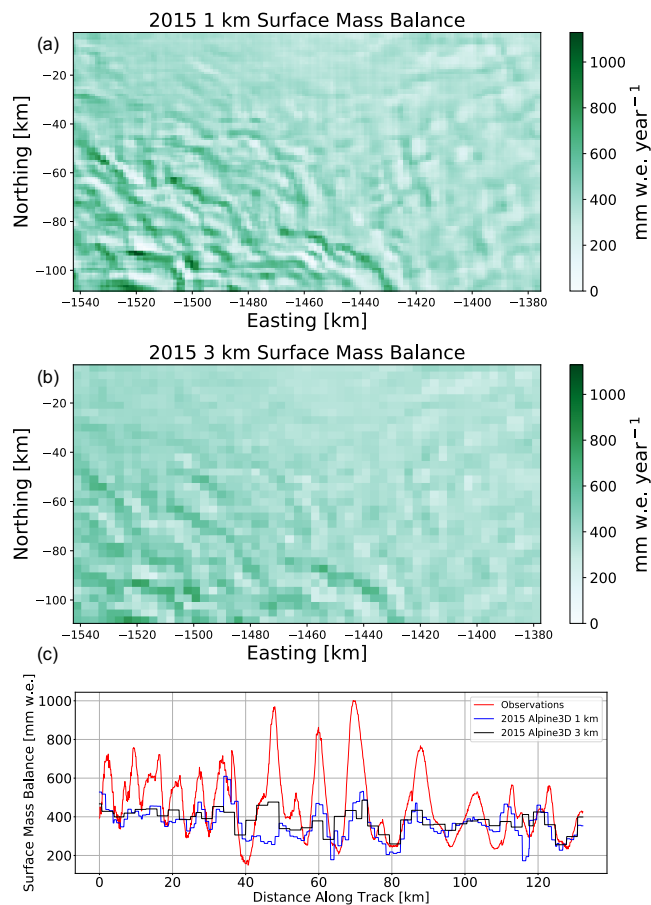 2015 1 km Surface Mass Balance
(a)
−20
−40
−60
−80
−100
Northing [km]
−1540 −1520 −1500 −1480 −1460 −1440 −1420 −1400 −1380
Easting [km]
1000
800
600
400
200
0
mm w.e. year−1
2015 3 km Surface Mass Balance
(b)
−20
−40
−60
−80
−100
Northing [km]
−1540 −1520 −1500 −1480 −1460 −1440 −1420 −1400 −1380
Easting [km]
1000
800
600
400
200
0
mm w.e. year−1
(c)
Surface Mass Balance [mm w.e.]
1000
800
600
400
200
Observations
2015 Alpine3D 1 km
2015 Alpine3D 3 km
0 20 40 60 80 100 120
Distance Along Track [km]